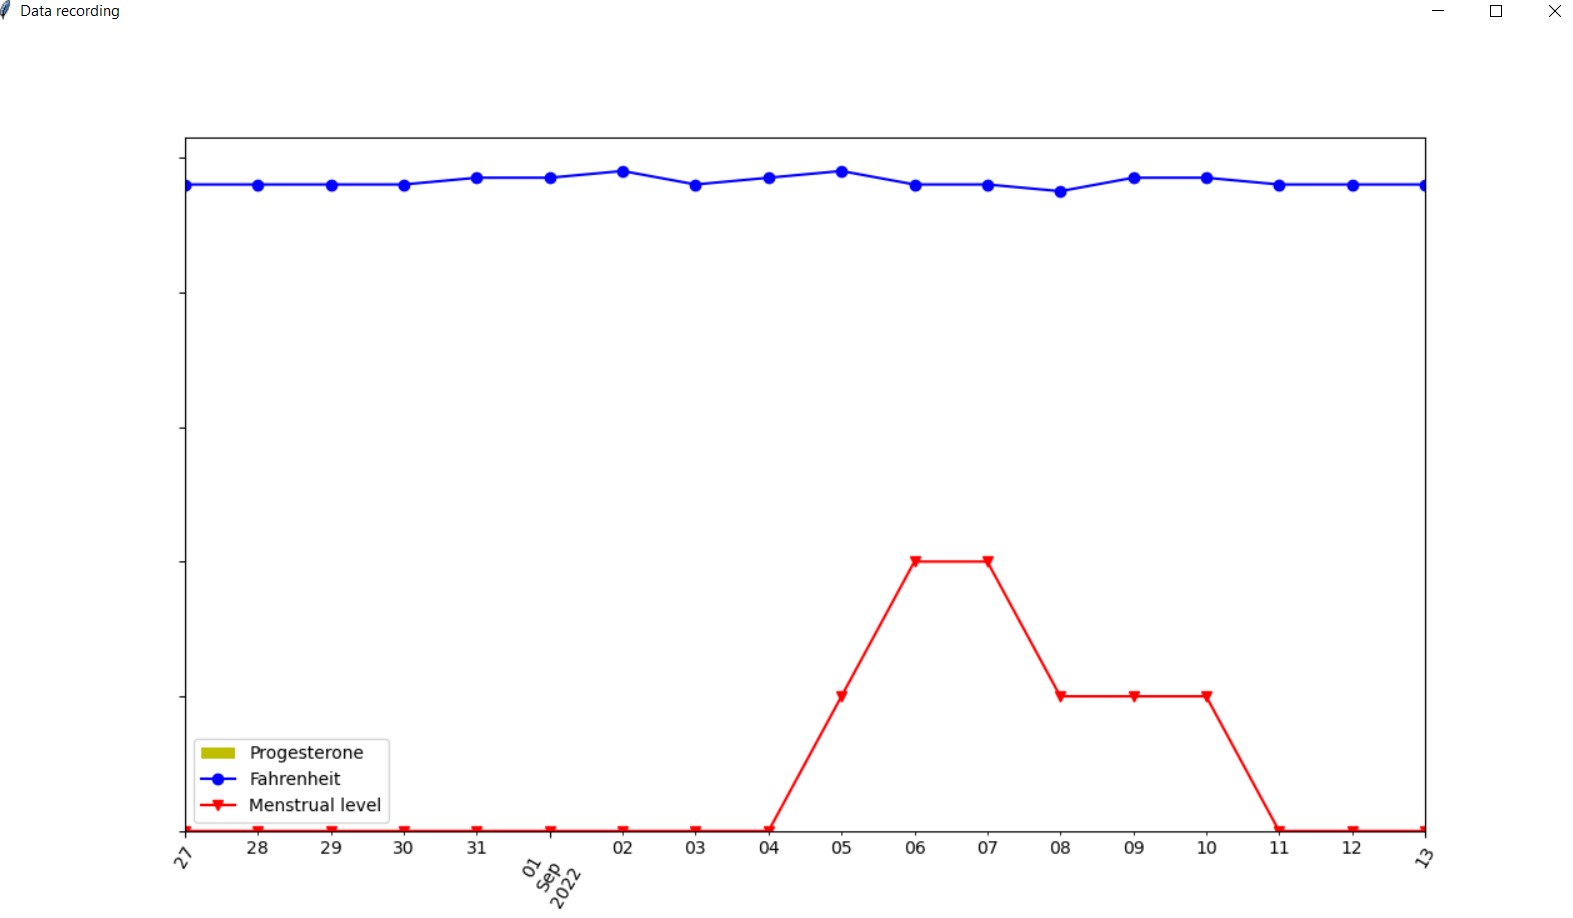 Data recording
Progesterone
Fahrenheit
Menstrual level
27 28 29 30 31 01 02 03 04 05 06 07 08 09 10 11 12 13
Sep
2022